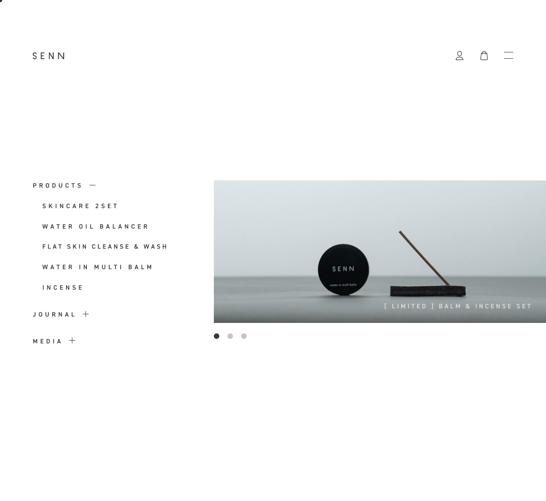 SENN
PRODUCTS
SKINCARE 2SET
WATER OIL BALANCER
FLAT SKIN CLEANSE & WASH
WATER IN MULTI BALM
INCENSE
JOURNAL
MEDIA
SENN
water in multi balm
[ LIMITED ] BALM & INCENSE SET